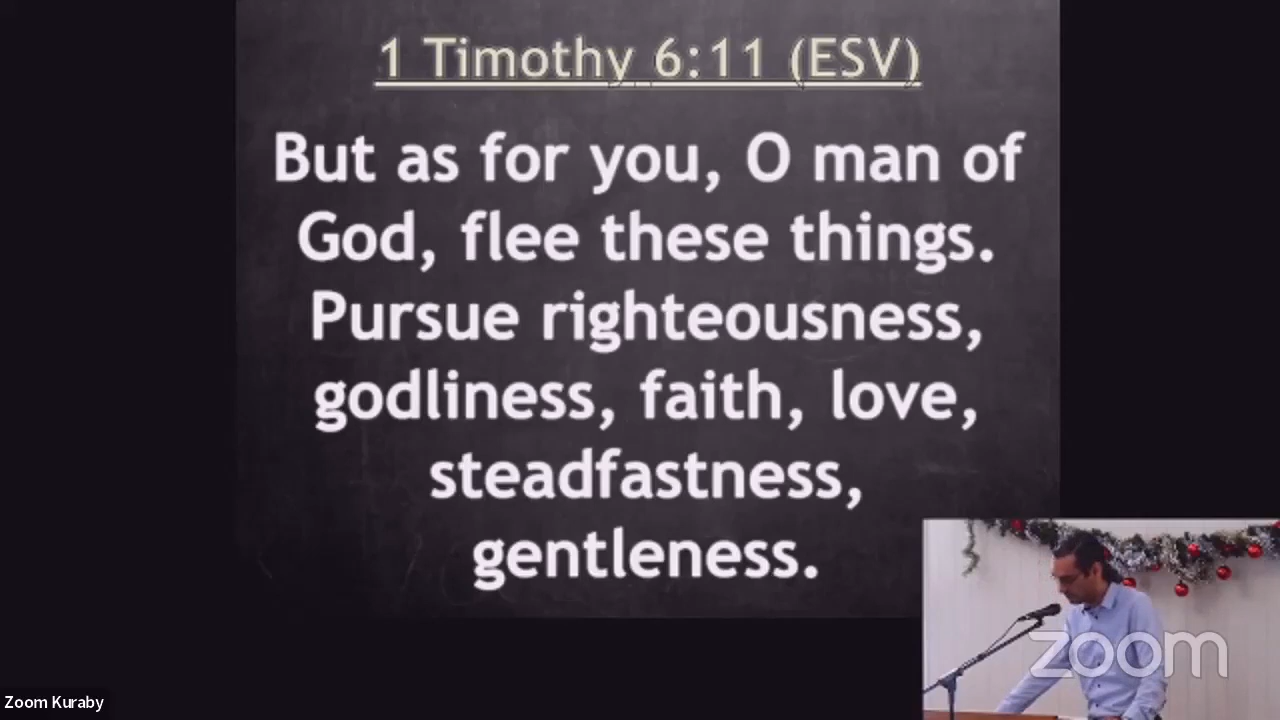 1 Timothy 6:11 (ESV)
But as for you, O man of
God, flee these things.
Pursue righteousness,
godliness, faith, love,
steadfastness,
gentleness.
zoom
Zoom Kuraby